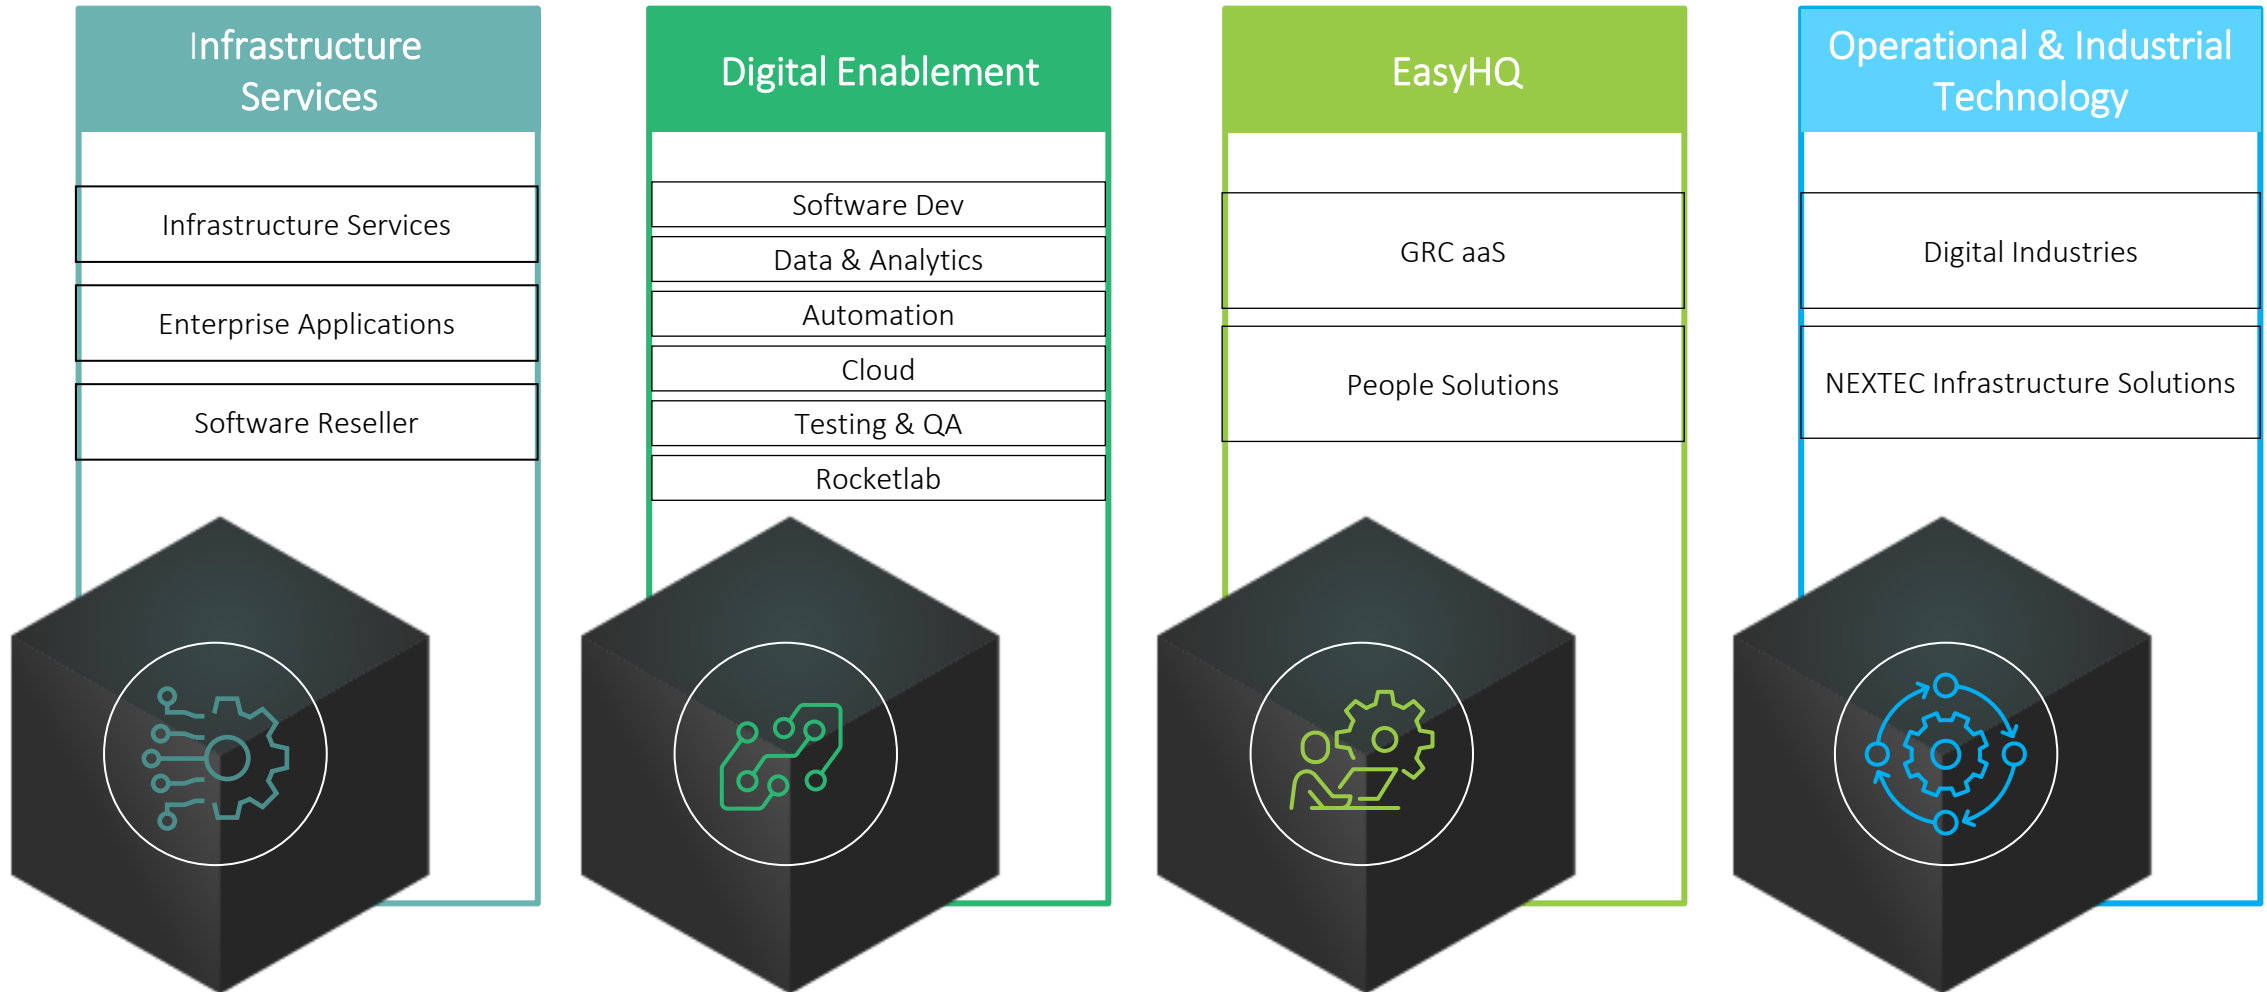 Infrastructure
Services
Infrastructure Services
Enterprise Applications
Software Reseller
Digital Enablement
Software Dev
Data & Analytics
Automation
Cloud
Testing & QA
Rocketlab
EasyHQ
GRC aaS
People Solutions
Operational & Industrial
Technology
Digital Industries
NEXTEC Infrastructure Solutions